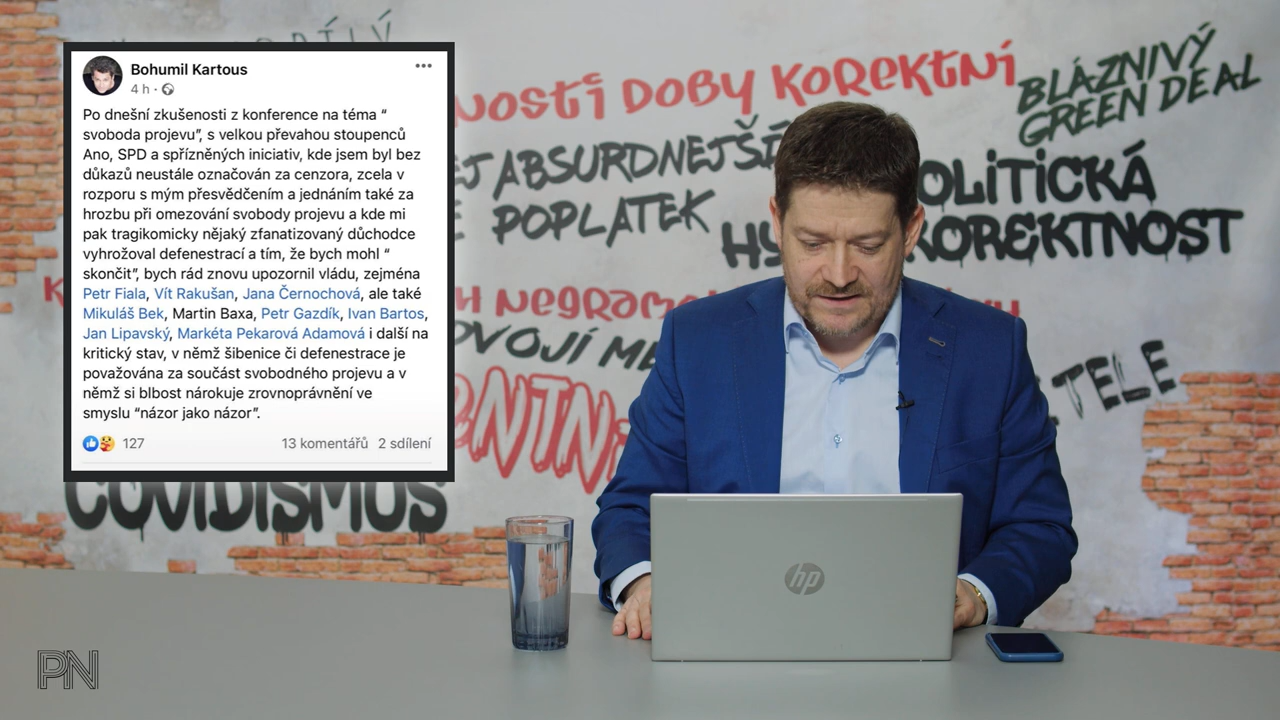 Bohumil Kartous
4 h ·
Po dnešní zkušenosti z konference na téma “
svoboda projevu”, s velkou převahou stoupenců
Ano, SPD a spřízněných iniciativ, kde jsem byl bez
důkazů neustále označován za cenzora, zcela v
rozporu s mým přesvědčením a jednáním také za
hrozbu při omezování svobody projevu a kde mi
pak tragikomicky nějaký zfanatizovaný důchodce
vyhrožoval defenestrací a tím, že bych mohl “
skončit”, bych rád znovu upozornil vládu, zejména
Petr Fiala, Vít Rakušan, Jana Černochová, ale také
Mikuláš Bek, Martin Baxa, Petr Gazdík, Ivan Bartos,
Jan Lipavský, Markéta Pekarová Adamová i další na
kritický stav, v němž šibenice či defenestrace je
považována za součást svobodného projevu a v
němž si blbost nárokuje zrovnoprávnění ve
smyslu “názor jako názor”.
127 13 komentářů 2 sdílení
DOBY KOREKTNÍ
BLÁZNIVÝ
GREEN DEAL
ABSURDNEJŠÍ
POPLATEK
OLITICKÁ
KOREKTNOST
COVIDISMUS
hp
PN